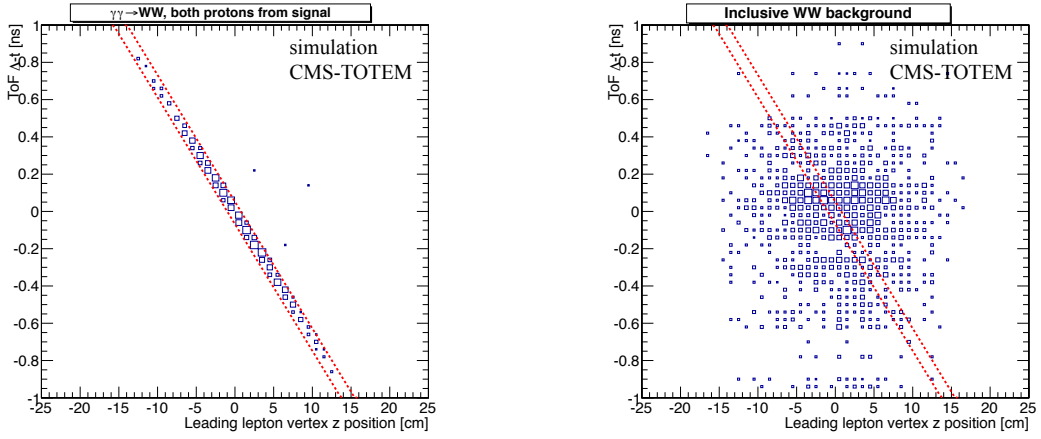 γγ→WW, both protons from signal
ToF Δ-t [ns]
1
0.8
0.6
0.4
0.2
0
-0.2
-0.4
-0.6
-0.8
-1
simulation
CMS-TOTEM
-25 -20 -15 -10 -5 0 5 10 15 20 25
Leading lepton vertex z position [cm]
Inclusive WW background
ToF Δ-t [ns]
1
0.8
0.6
0.4
0.2
0
-0.2
-0.4
-0.6
-0.8
-1
simulation
CMS-TOTEM
-25 -20 -15 -10 -5 0 5 10 15 20 25
Leading lepton vertex z position [cm]